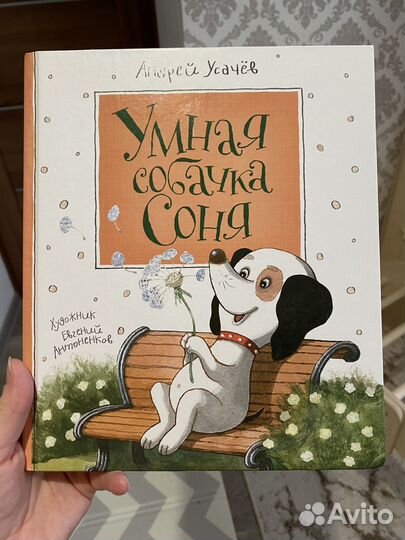 Андрей Усачёв
Умная
собачка
Соня
Художник
Евгений
Антоненков
Avito